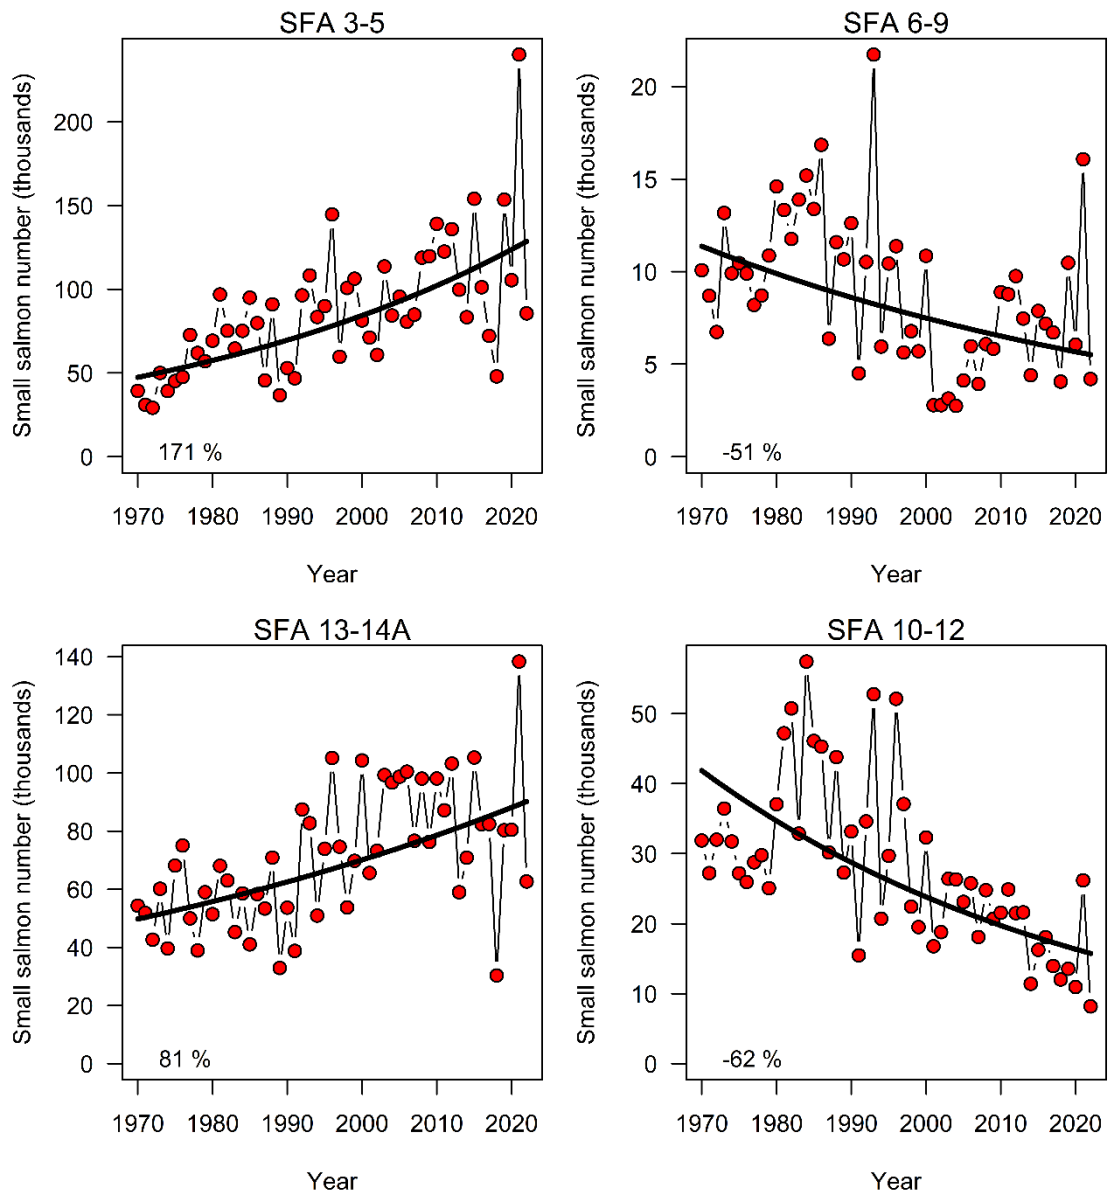 SFA 3-5
Small salmon number (thousands)
200
150
100
50
0
171 %
1970 1980 1990 2000 2010 2020
Year
SFA 6-9
Small salmon number (thousands)
20
15
10
5
0
-51 %
1970 1980 1990 2000 2010 2020
Year
SFA 13-14A
Small salmon number (thousands)
140
120
100
80
60
40
20
0
81 %
1970 1980 1990 2000 2010 2020
Year
SFA 10-12
Small salmon number (thousands)
50
40
30
20
10
0
-62 %
1970 1980 1990 2000 2010 2020
Year